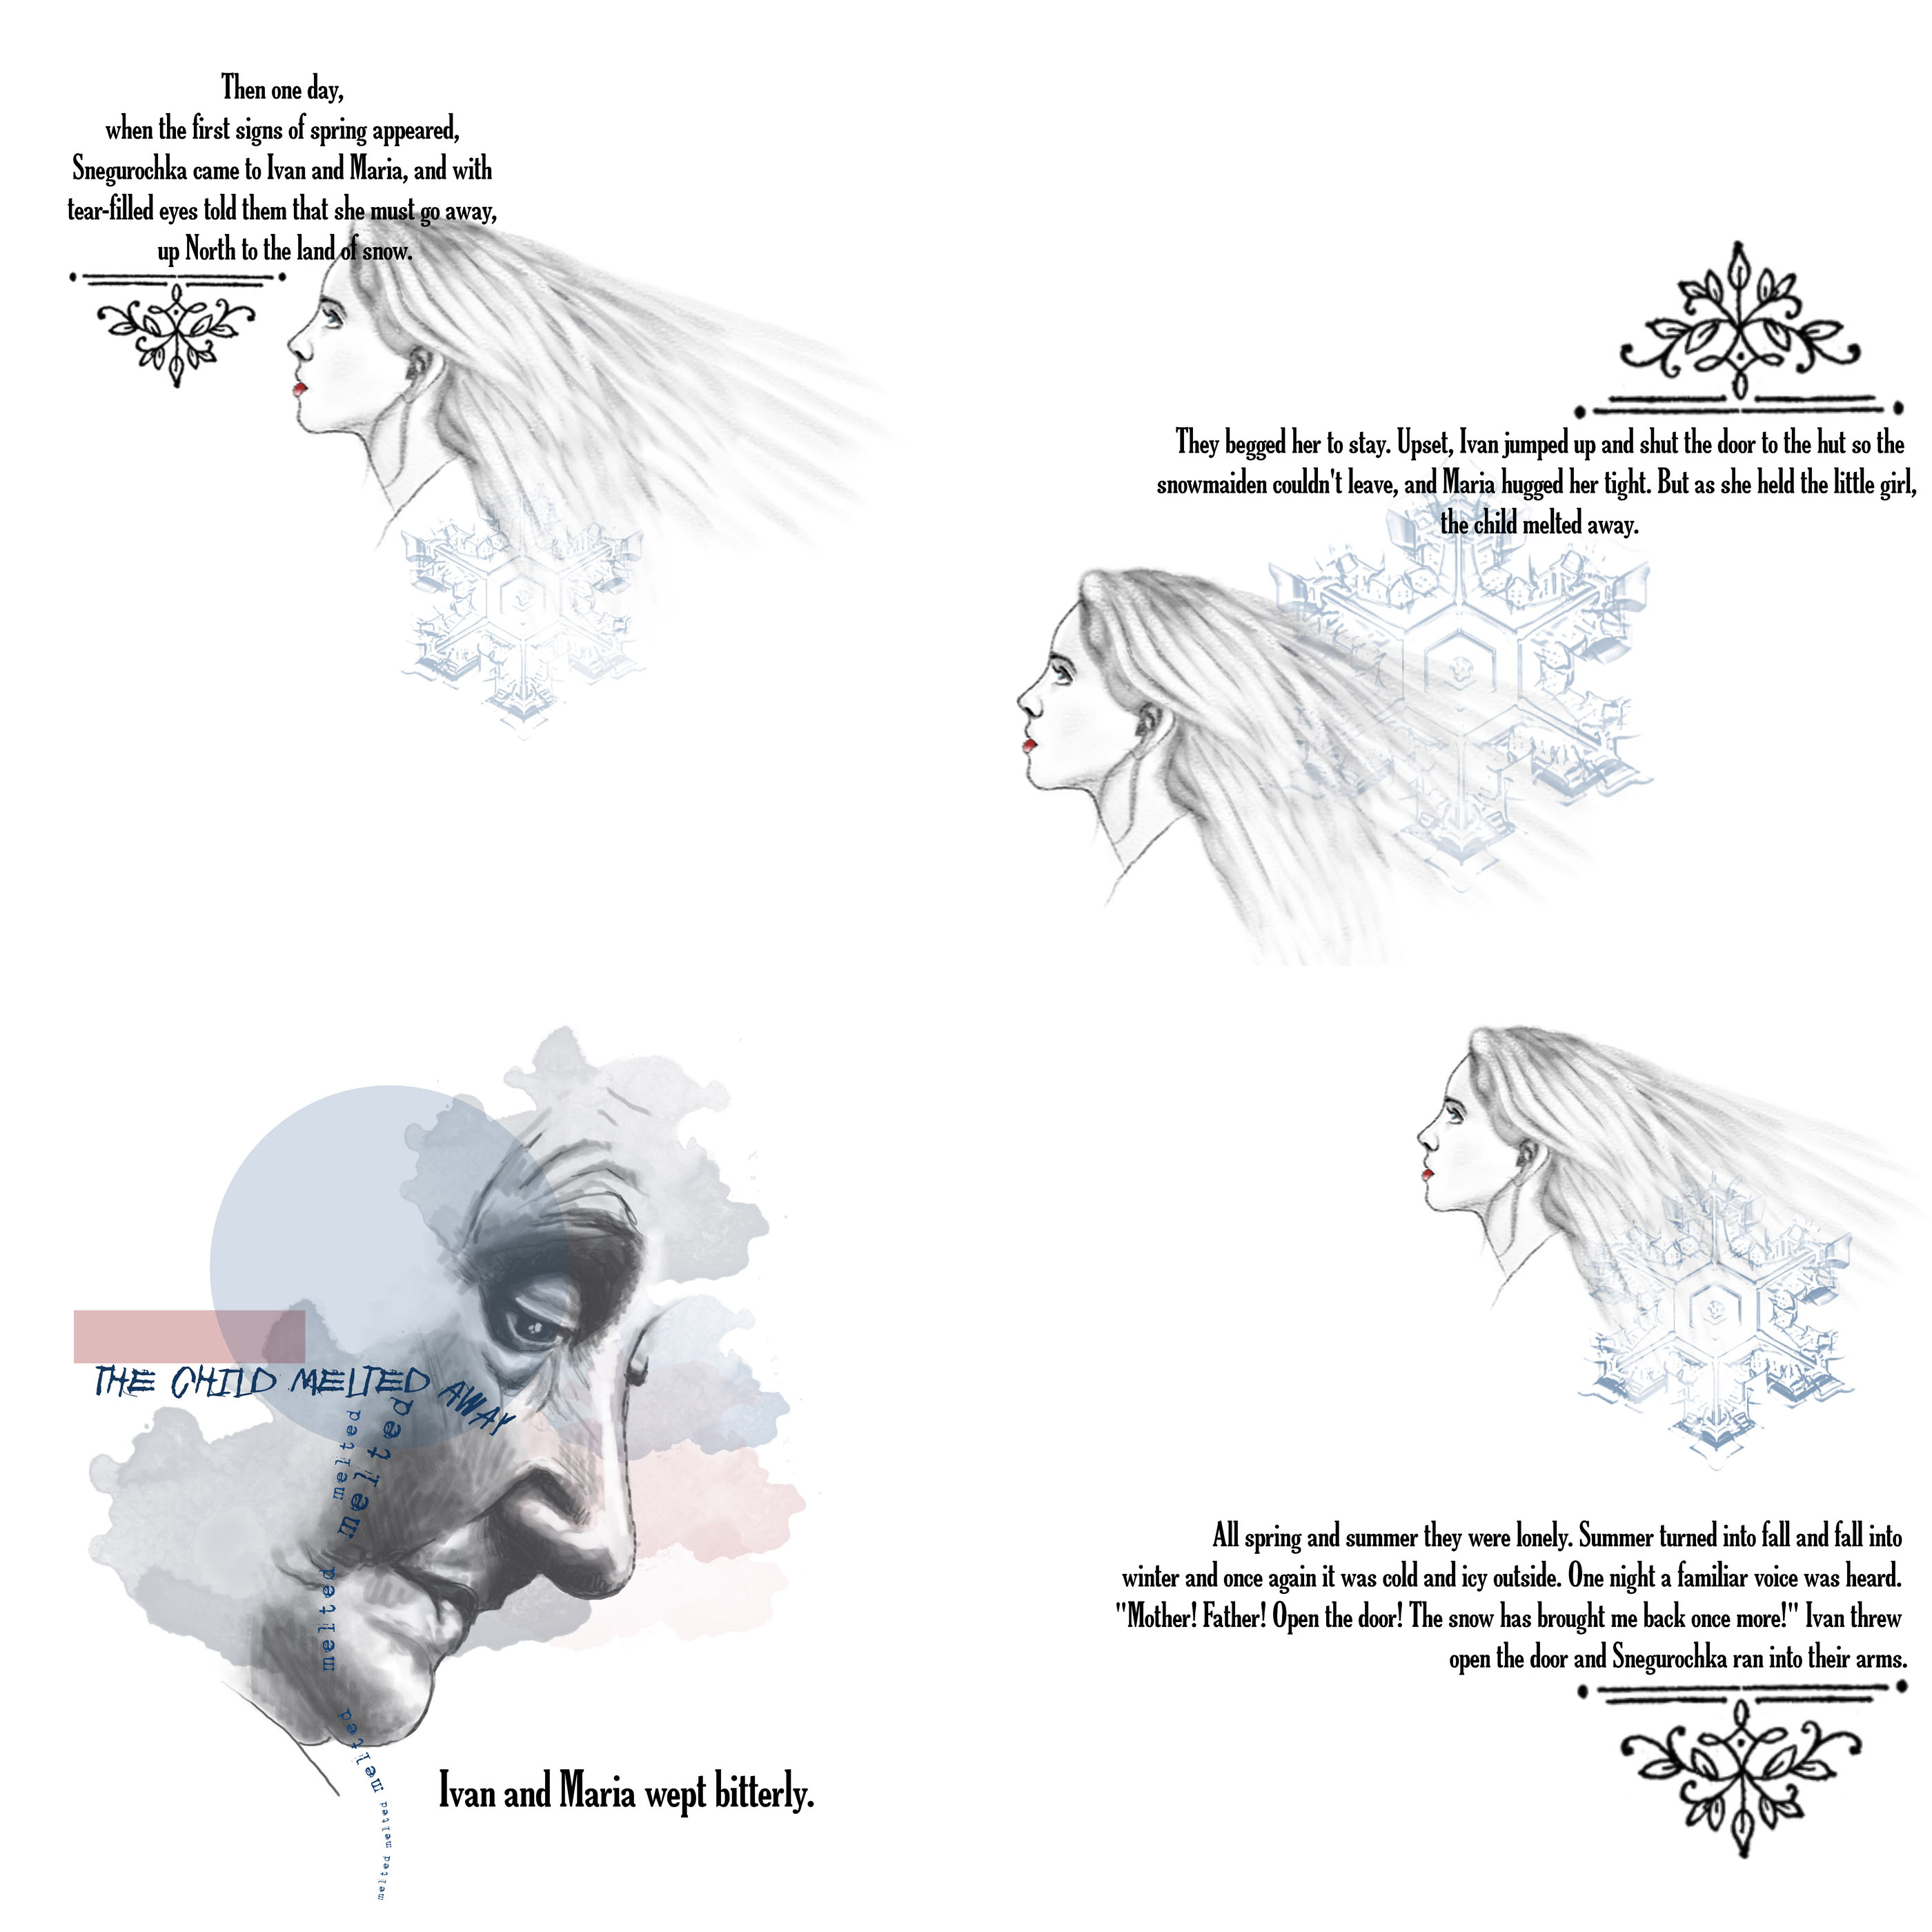 Then one day,
when the first signs of spring appeared,
Snegurochka came to Ivan and Maria, and with
tear-filled eyes told them that she must go away,
up North to the land of snow.
They begged her to stay. Upset, Ivan jumped up and shut the door to the hut so the
snowmaiden couldn't leave, and Maria hugged her tight. But as she held the little girl,
the child melted away.
THE CHILD MELTED AWAY
melted
melted
melted
melted
melted
melted
Ivan and Maria wept bitterly.
All spring and summer they were lonely. Summer turned into fall and fall into
winter and once again it was cold and icy outside. One night a familiar voice was heard.
"Mother! Father! Open the door! The snow has brought me back once more!" Ivan threw
open the door and Snegurochka ran into their arms.